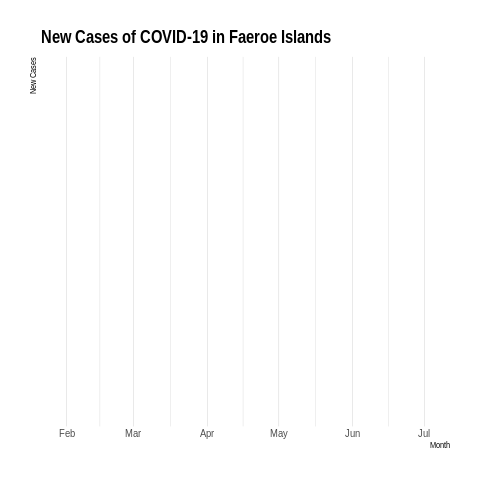 New Cases of COVID-19 in Faeroe Islands
New Cases
Feb Mar Apr May Jun Jul
Month